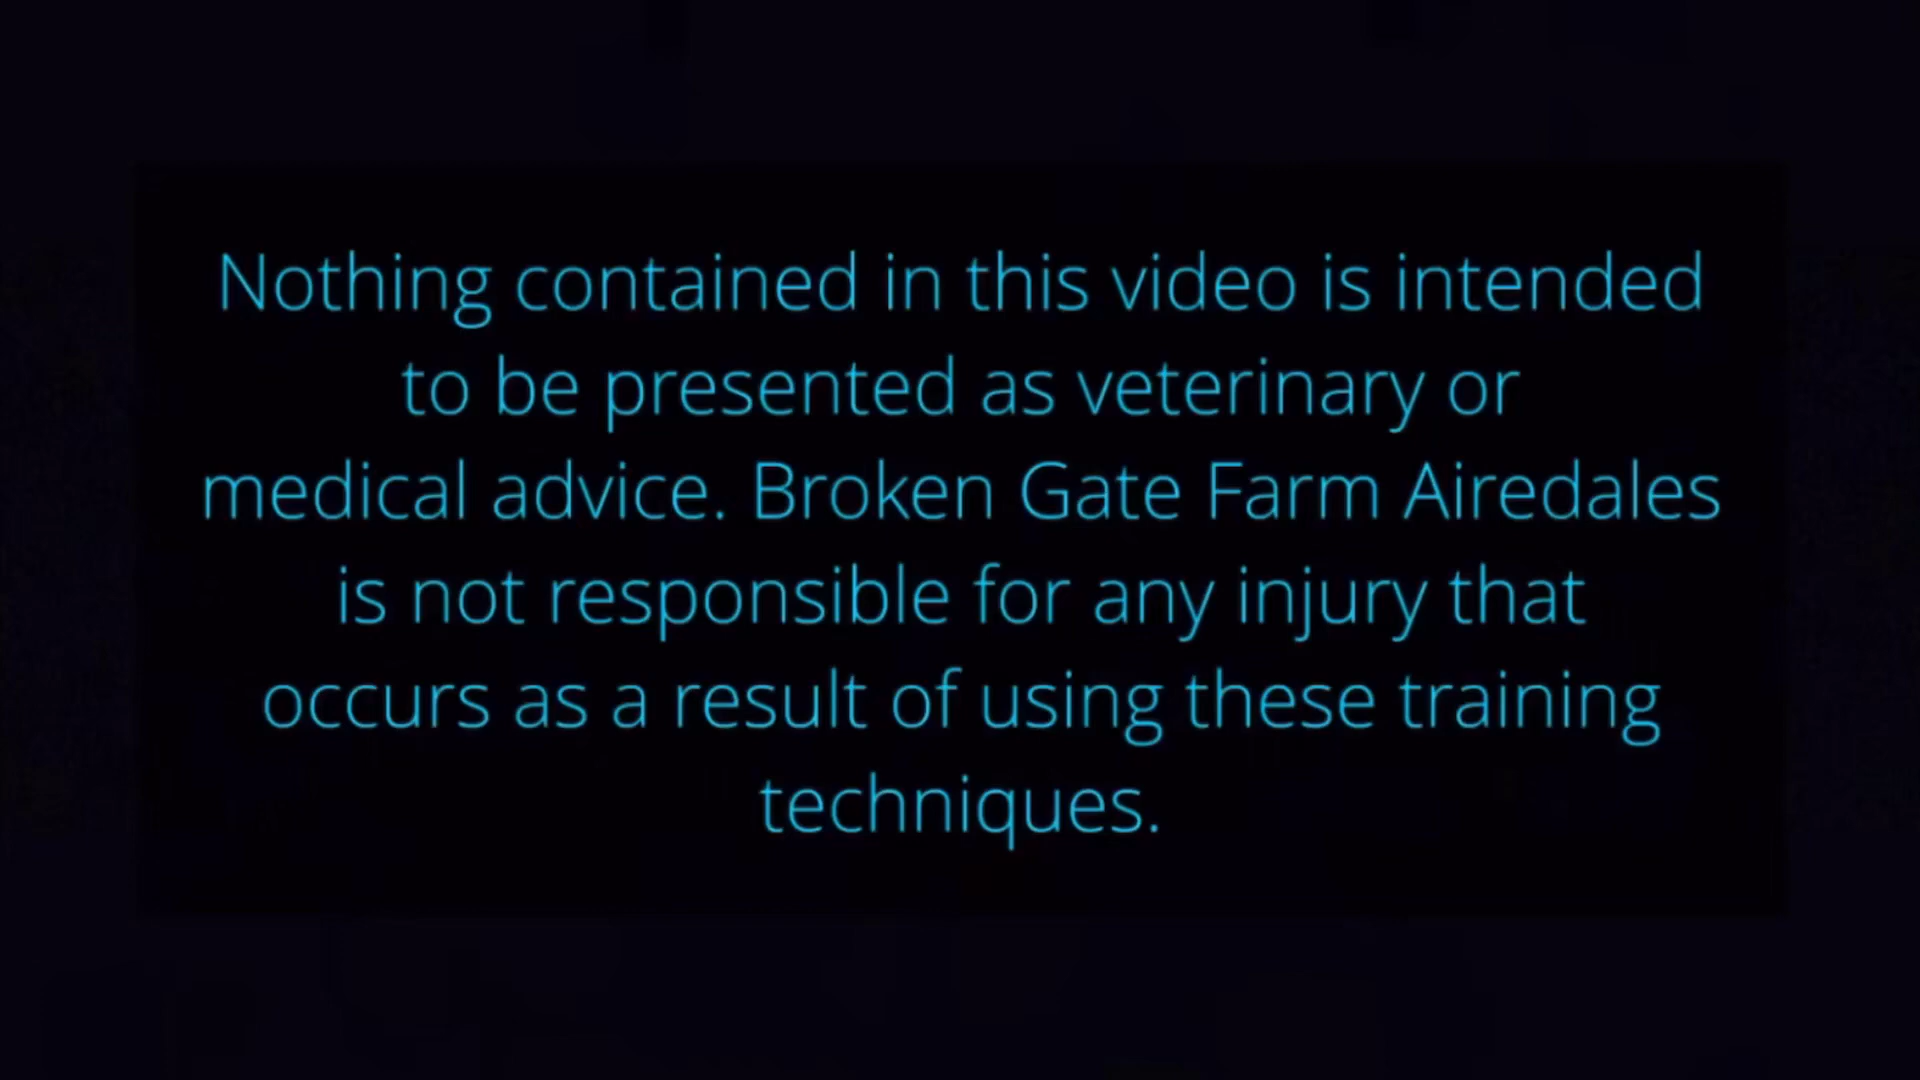 Nothing contained in this video is intended
to be presented as veterinary or
medical advice. Broken Gate Farm Airedales
is not responsible for any injury that
occurs as a result of using these training
techniques.